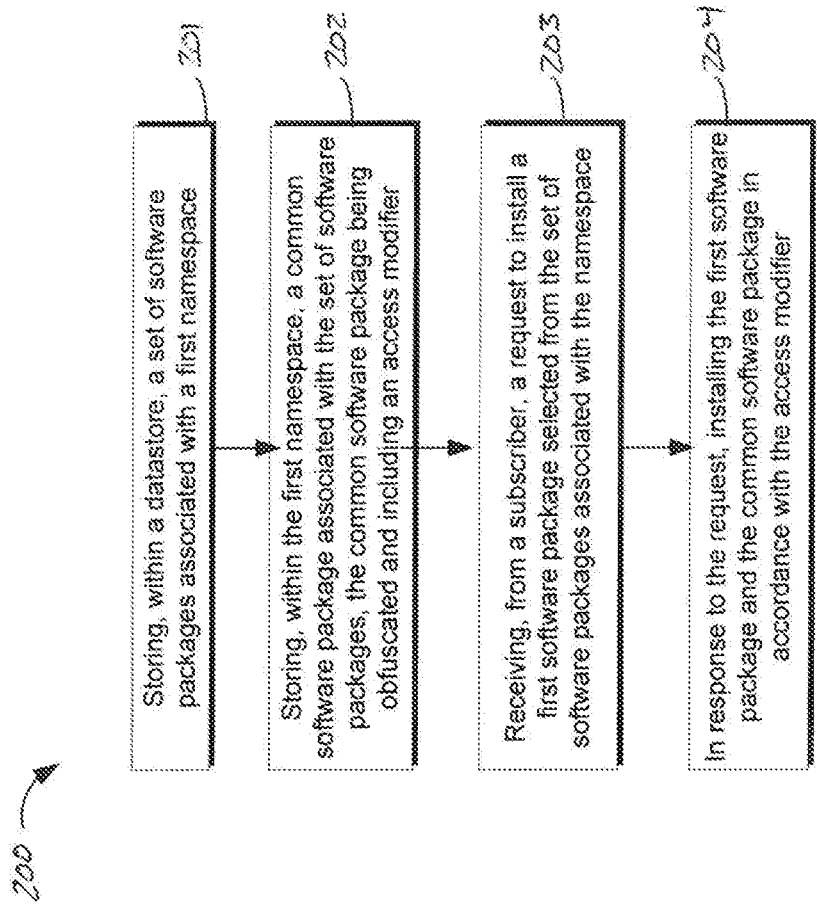 200
201
Storing, within a datastore, a set of software
packages associated with a first namespace
202
Storing, within the first namespace, a common
software package associated with the set of software
packages, the common software package being
obfuscated and including an access modifier
203
Receiving, from a subscriber, a request to install a
first software package selected from the set of
software packages associated with the namespace
204
In response to the request, installing the first software
package and the common software package in
accordance with the access modifier